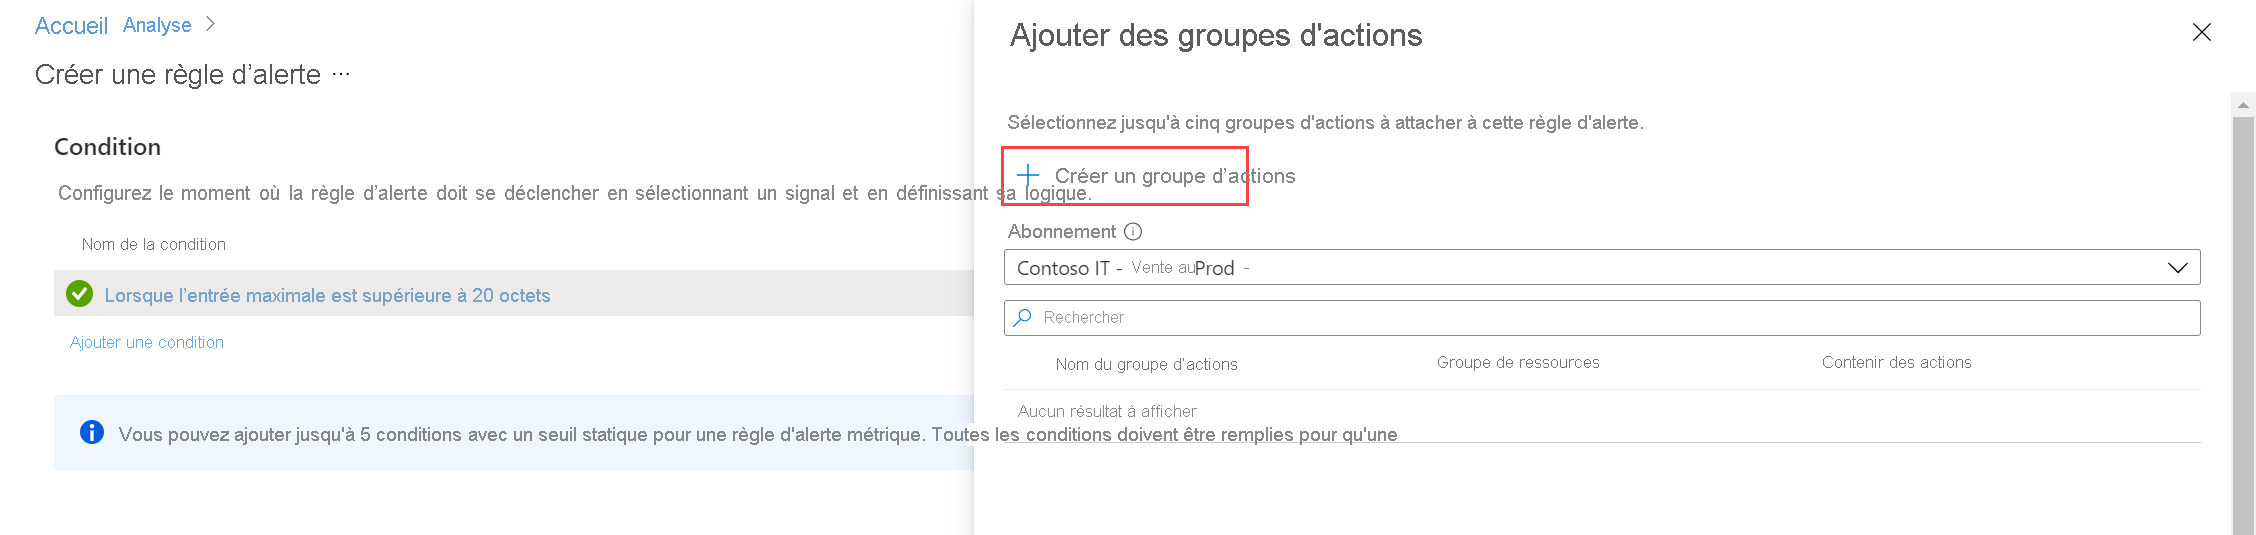 Accueil Analyse >
Créer une règle d’alerte ...
Condition
Configurez le moment où la règle d’alerte doit se déclencher en sélectionnant un signal et en définissant sa logique.
Nom de la condition
Lorsque l’entrée maximale est supérieure à 20 octets
Ajouter une condition
Vous pouvez ajouter jusqu'à 5 conditions avec un seuil statique pour une règle d'alerte métrique. Toutes les conditions doivent être remplies pour qu'une
Ajouter des groupes d'actions
Sélectionnez jusqu'à cinq groupes d'actions à attacher à cette règle d'alerte.
Créer un groupe d’actions
Abonnement
Contoso IT - Vente au Prod -
Rechercher
Nom du groupe d’actions Groupe de ressources Contenir des actions
Aucun résultat à afficher